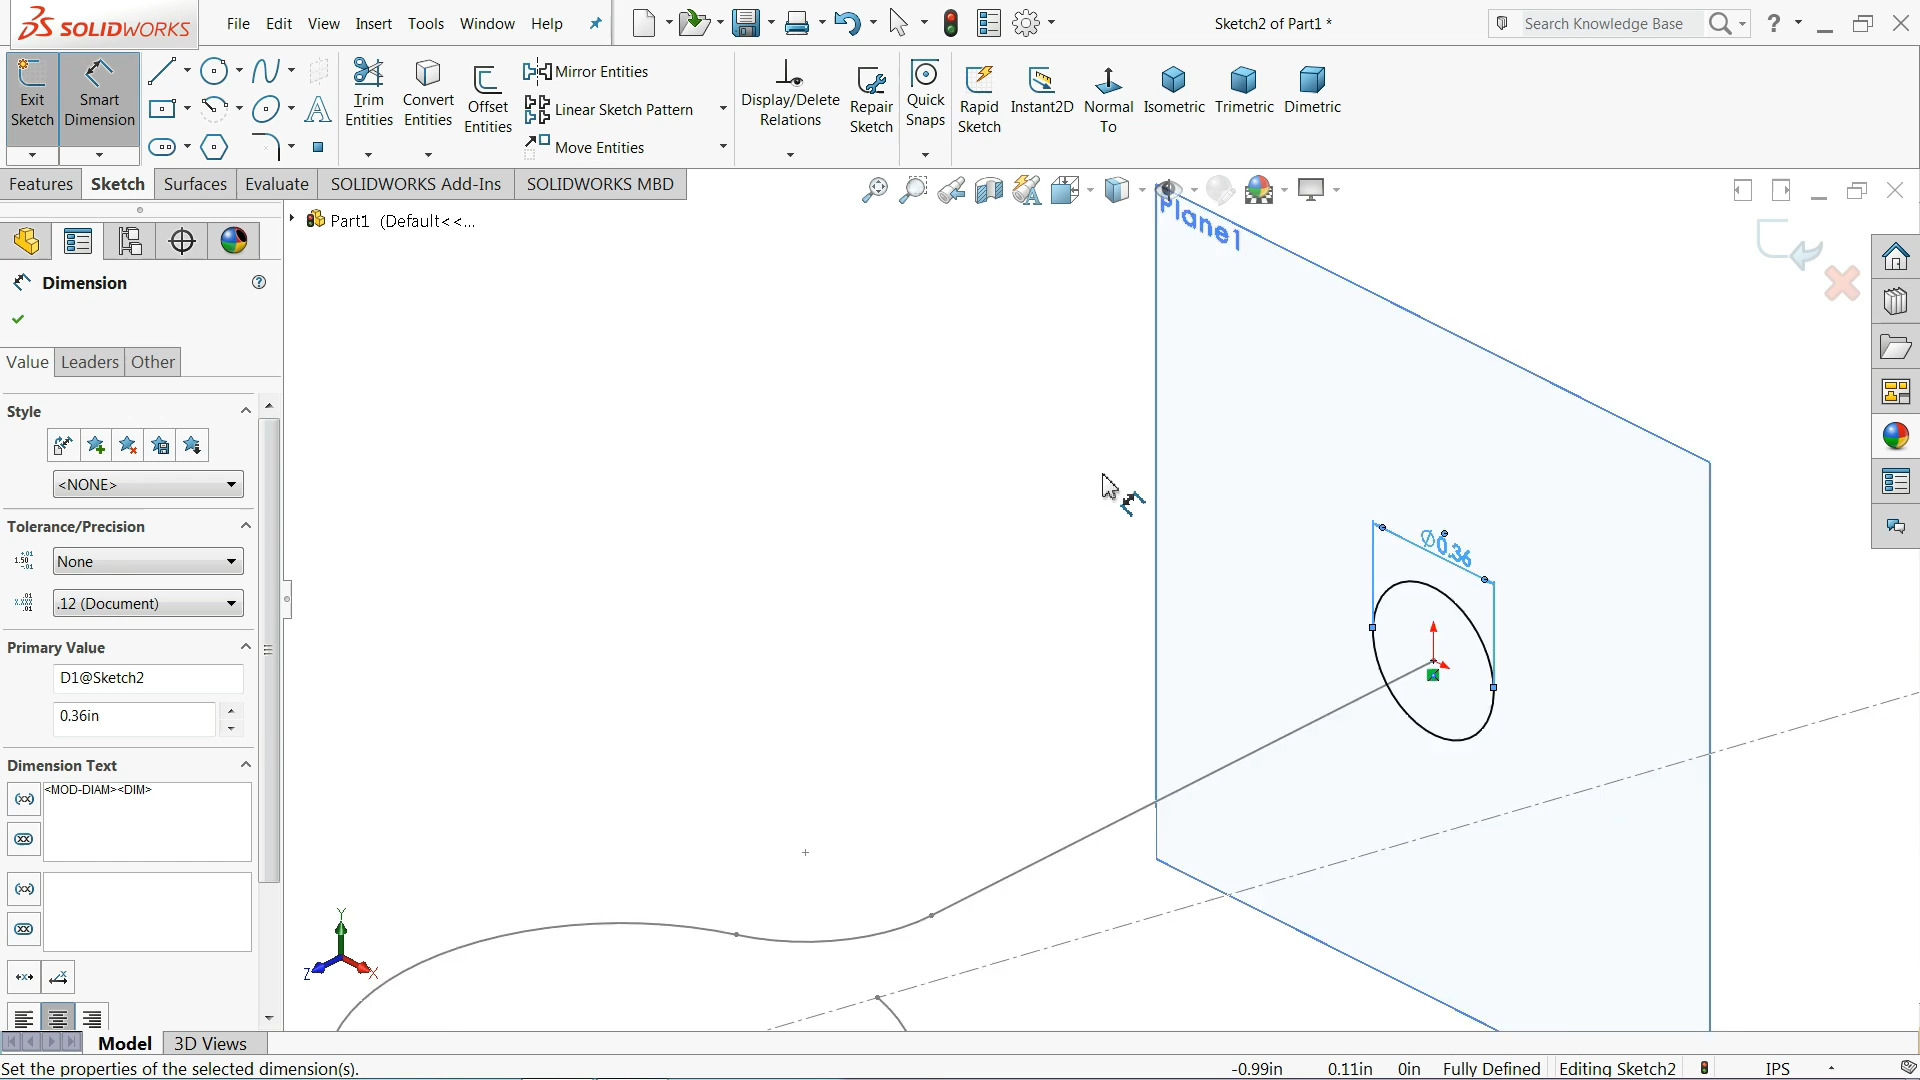 SOLIDWORKS
File Edit View Insert Tools Window Help
Sketch2 of Part1 *
Search Knowledge Base
?
Exit Sketch
Smart Dimension
Trim Entities
Convert Entities
Offset Entities
Mirror Entities
Linear Sketch Pattern
Move Entities
Display/Delete Relations
Repair Sketch
Quick Snaps
Rapid Sketch
Instant2D
Normal To
Isometric
Trimetric
Dimetric
Features Sketch Surfaces Evaluate SOLIDWORKS Add-Ins SOLIDWORKS MBD
Part1 (Default<<...
Plane1
Dimension
Value Leaders Other
Style
<NONE>
Tolerance/Precision
None
.12 (Document)
Primary Value
D1@Sketch2
0.36in
Dimension Text
<MOD-DIAM><DIM>
∅0.36
Y
Z
X
Model 3D Views
Set the properties of the selected dimension(s).
-0.99in 0.11in 0in Fully Defined Editing Sketch2 IPS